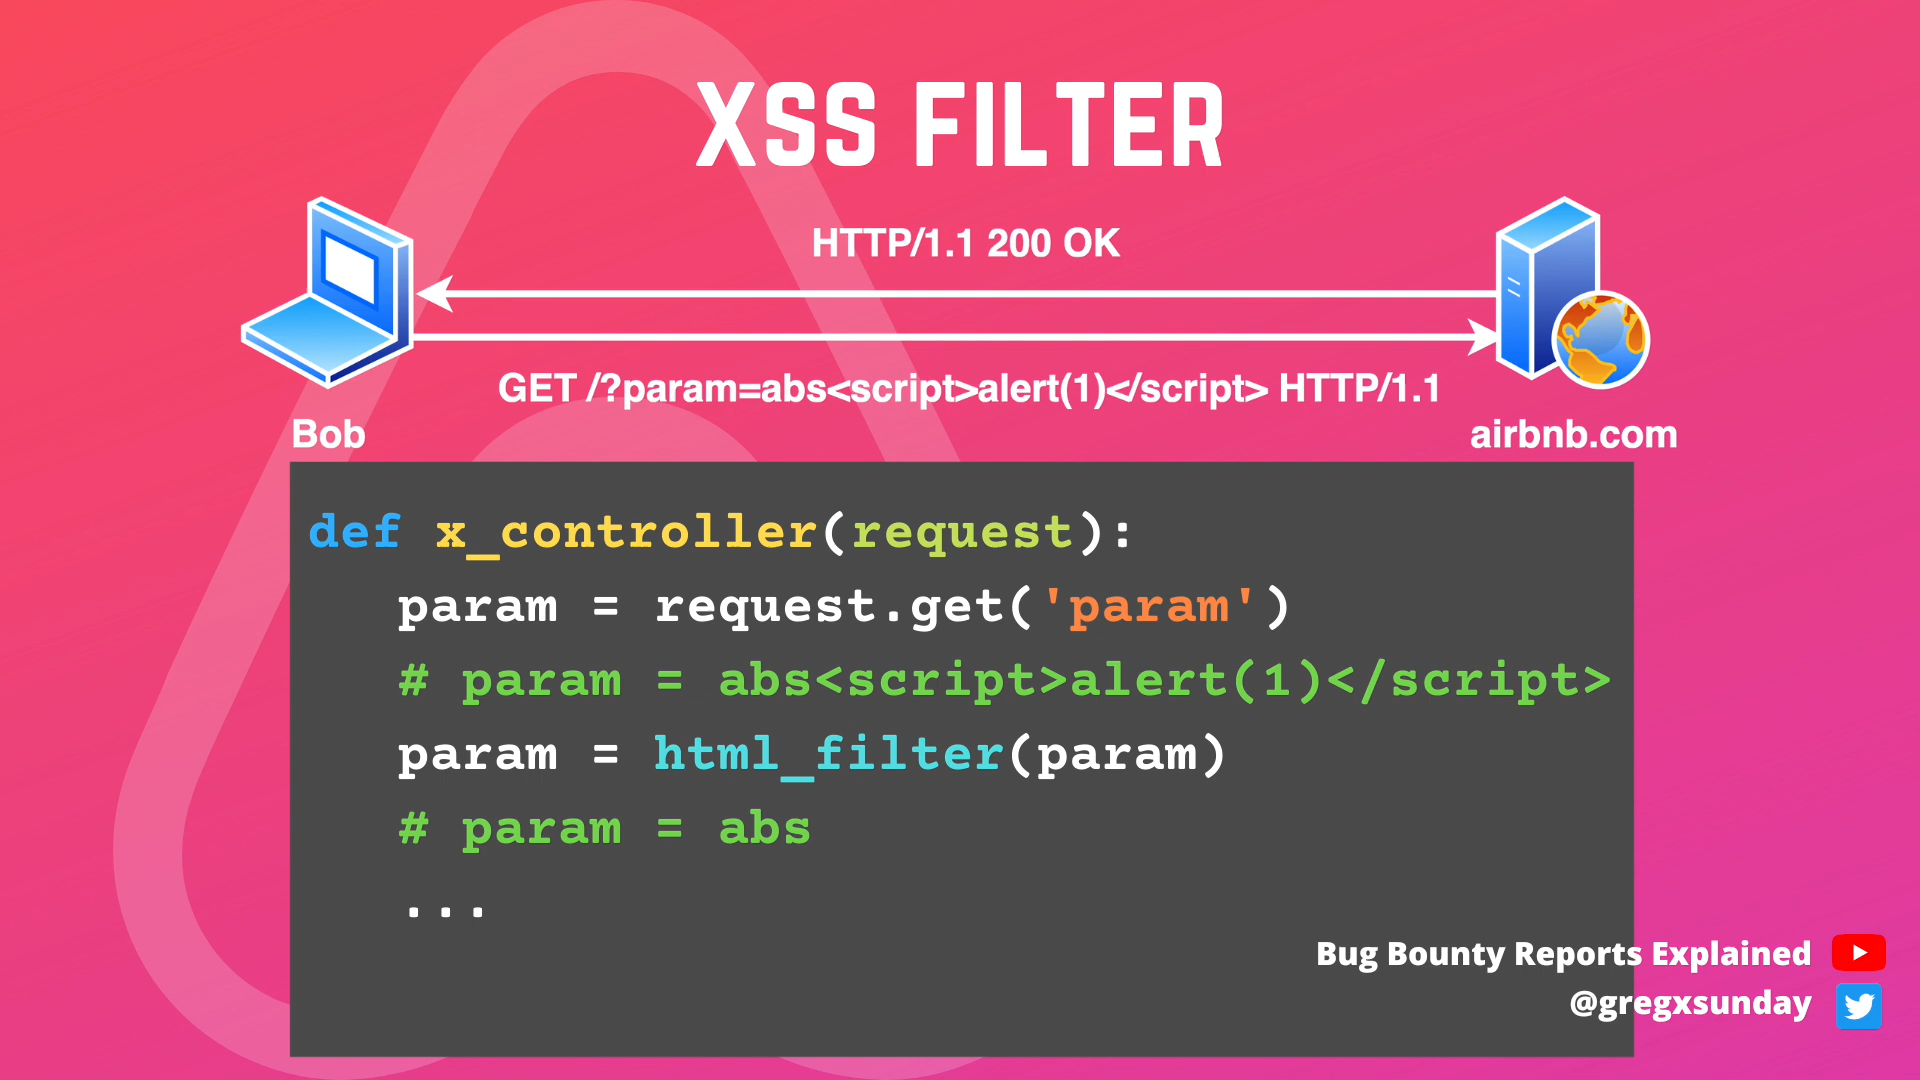 XSS FILTER
HTTP/1.1 200 OK
GET /?param=abs<script>alert(1)</script> HTTP/1.1
Bob
airbnb.com
def x_controller(request):
param = request.get('param')
# param = abs<script>alert(1)</script>
param = html_filter(param)
# param = abs
...
Bug Bounty Reports Explained
@gregxsunday